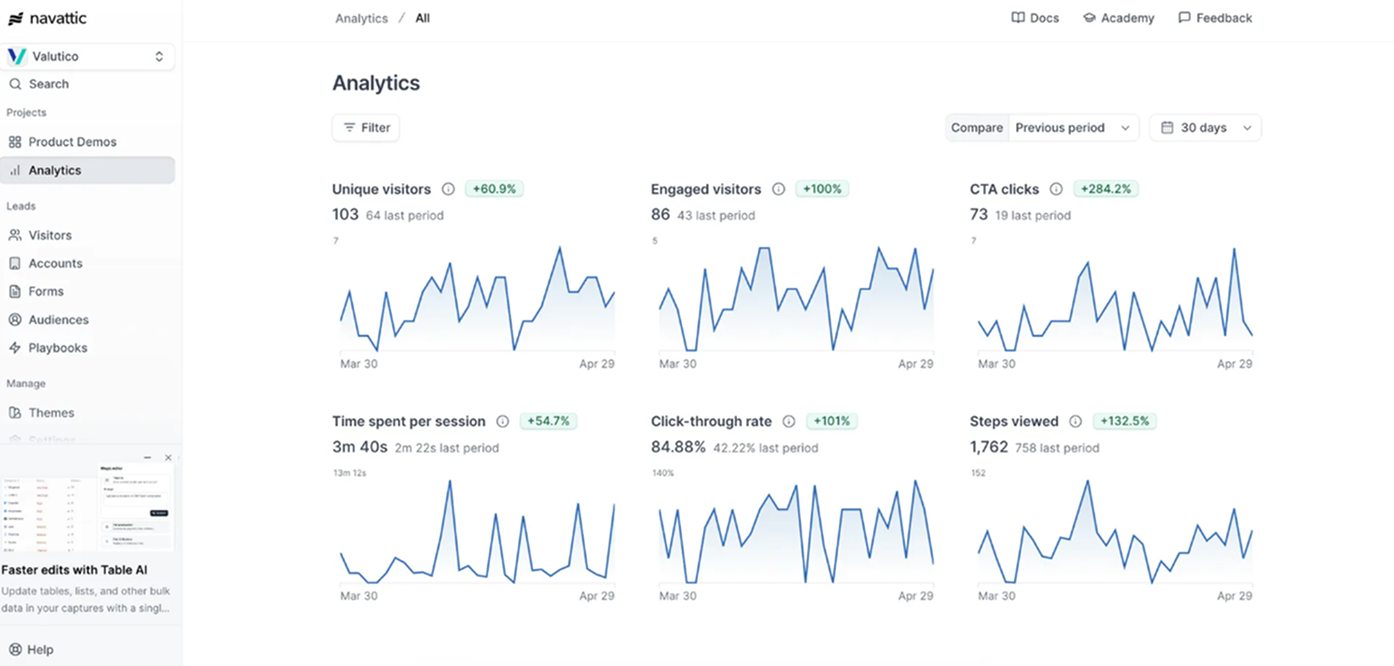 navattic
Analytics / All
Docs
Academy
Feedback
Valutico
Search
Projects
Product Demos
Analytics
Leads
Visitors
Accounts
Forms
Audiences
Playbooks
Manage
Themes
Settings
Faster edits with Table AI
Update tables, lists, and other bulk
data in your captures with a singl...
Help
Analytics
Filter
Compare Previous period
30 days
Unique visitors +60.9%
103 64 last period
7
Mar 30 Apr 29
Engaged visitors +100%
86 43 last period
5
Mar 30 Apr 29
CTA clicks +284.2%
73 19 last period
7
Mar 30 Apr 29
Time spent per session +54.7%
3m 40s 2m 22s last period
13m 12s
Mar 30 Apr 29
Click-through rate +101%
84.88% 42.22% last period
140%
Mar 30 Apr 29
Steps viewed +132.5%
1,762 758 last period
152
Mar 30 Apr 29